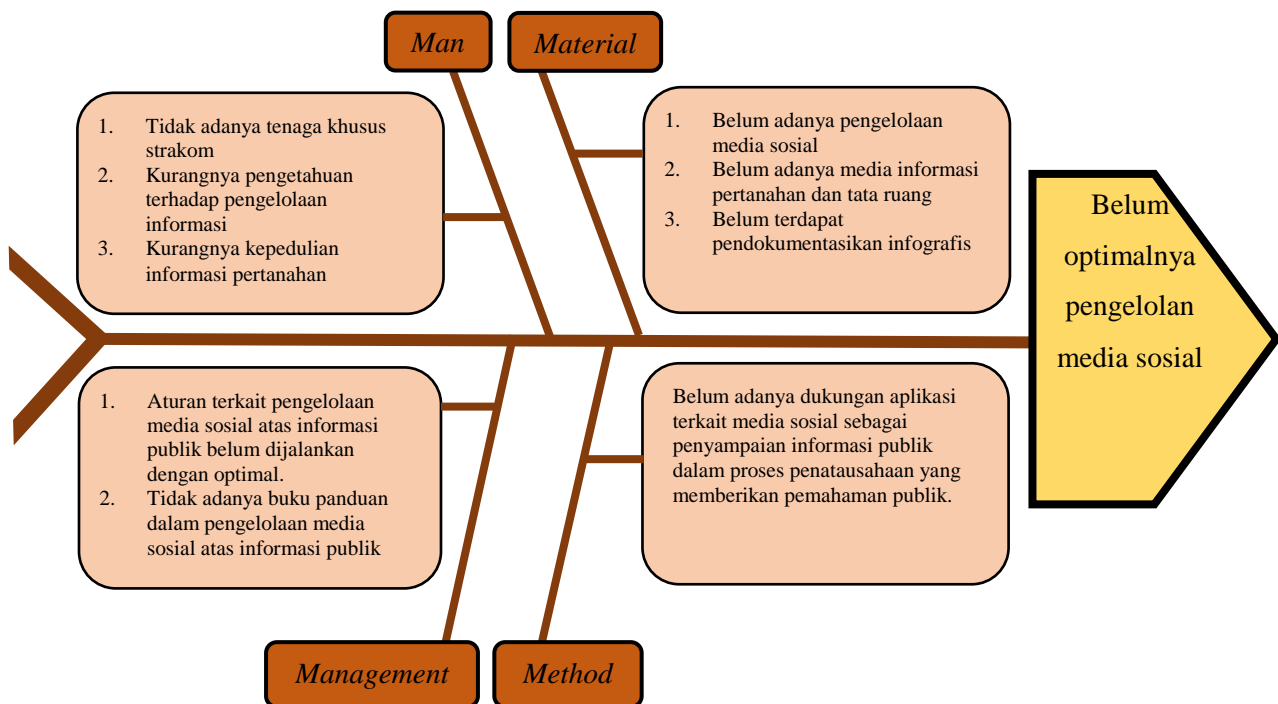 Man
Material
1. Tidak adanya tenaga khusus
strakom
2. Kurangnya pengetahuan
terhadap pengelolaan
informasi
3. Kurangnya kepedulian
informasi pertanahan
1. Belum adanya pengelolaan
media sosial
2. Belum adanya media informasi
pertanahan dan tata ruang
3. Belum terdapat
pendokumentasikan infografis
Belum
optimalnya
pengelolan
media sosial
1. Aturan terkait pengelolaan
media sosial atas informasi
publik belum dijalankan
dengan optimal.
2. Tidak adanya buku panduan
dalam pengelolaan media
sosial atas informasi publik
Belum adanya dukungan aplikasi
terkait media sosial sebagai
penyampaian informasi publik
dalam proses penatausahaan yang
memberikan pemahaman publik.
Management
Method